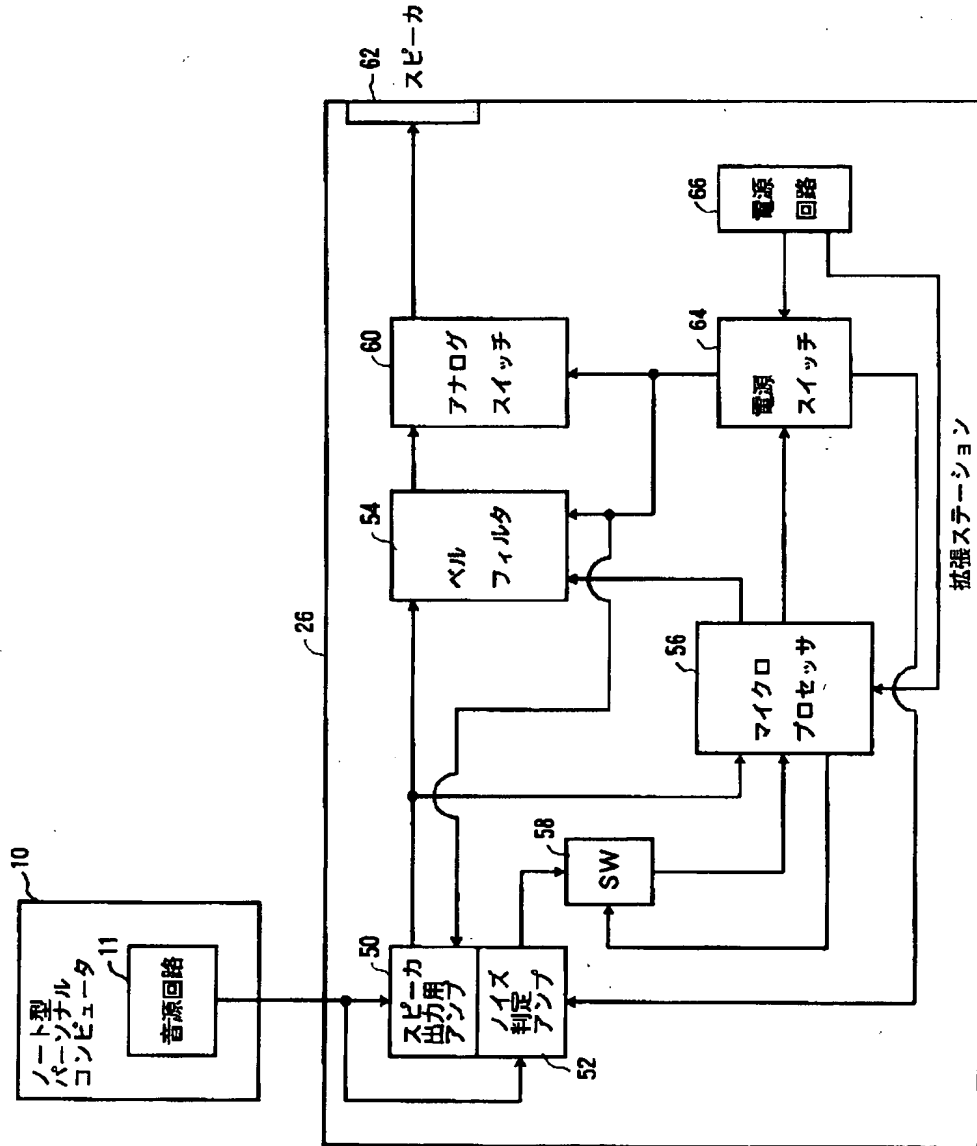 ノート型
パーソナル
コンピュータ
10
音源回路
11
26
スピーカ
出力用
アンプ
50
ノイズ
判定
アンプ
52
ベル
フィルタ
54
アナログ
スイッチ
60
62
スピーカ
SW
58
マイクロ
プロセッサ
56
電源
スイッチ
64
電源
回路
66
拡張ステーション